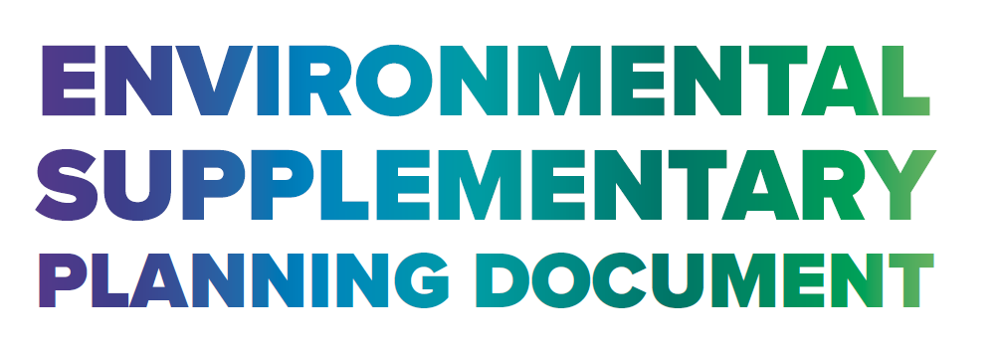 ENVIRONMENTAL
SUPPLEMENTARY
PLANNING DOCUMENT